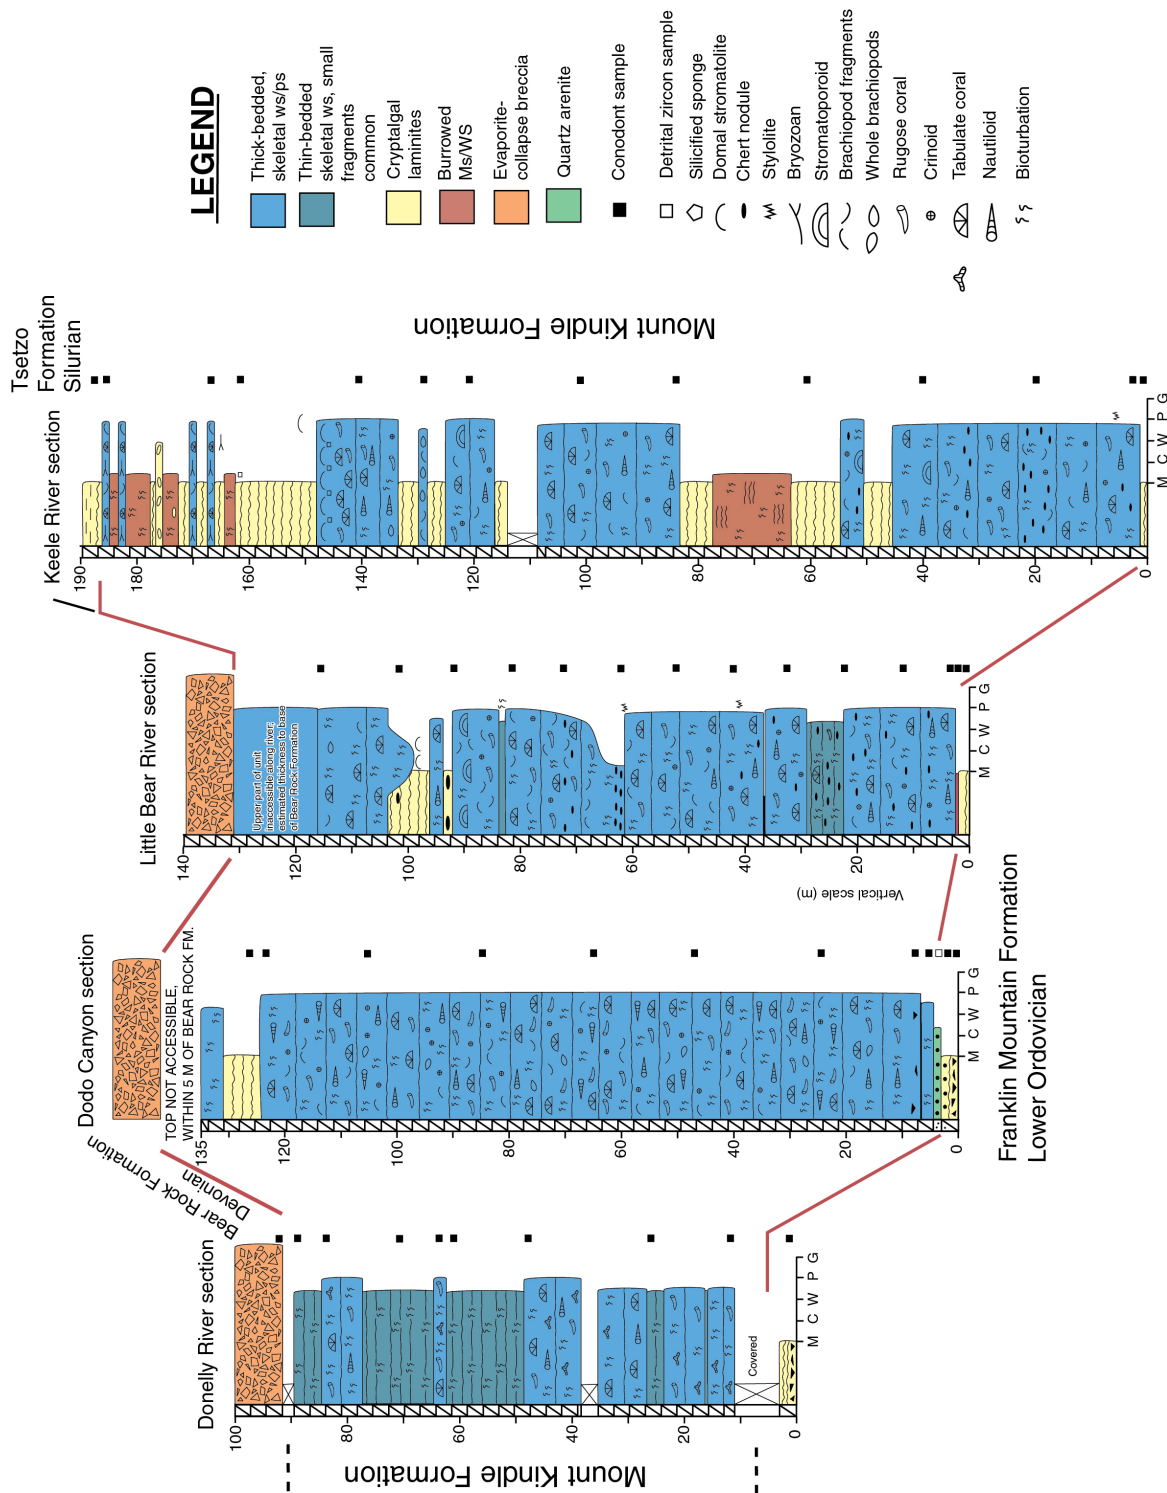 LEGEND
Thick-bedded,
skeletal ws/ps
Thin-bedded
skeletal ws, small
fragments
common
Cryptalgal
laminites
Burrowed
Ms/WS
Evaporite-
collapse breccia
Quartz arenite
Conodont sample
Detrital zircon sample
Silicified sponge
Domal stromatolite
Chert nodule
Stylolite
Bryozoan
Stromatoporoid
Brachiopod fragments
Whole brachiopods
Rugose coral
Crinoid
Tabulate coral
Nautiloid
Bioturbation
Tsetzo
Formation
Silurian
Mount Kindle Formation
Keele River section
190
180
160
140
120
100
80
60
40
20
0
M C W P G
Little Bear River section
140
120
100
80
60
40
20
0
M C W P G
Upper part of unit
inaccessible along river;
estimated thickness to base
of Bear Rock Formation
Vertical scale (m)
Dodo Canyon section
TOP NOT ACCESSIBLE,
WITHIN 5 M OF BEAR ROCK FM.
135
120
100
80
60
40
20
0
M C W P G
Franklin Mountain Formation
Lower Ordovician
Bear Rock Formation
Devonian
Donelly River section
100
80
60
40
20
0
M C W P G
Covered
Mount Kindle Formation